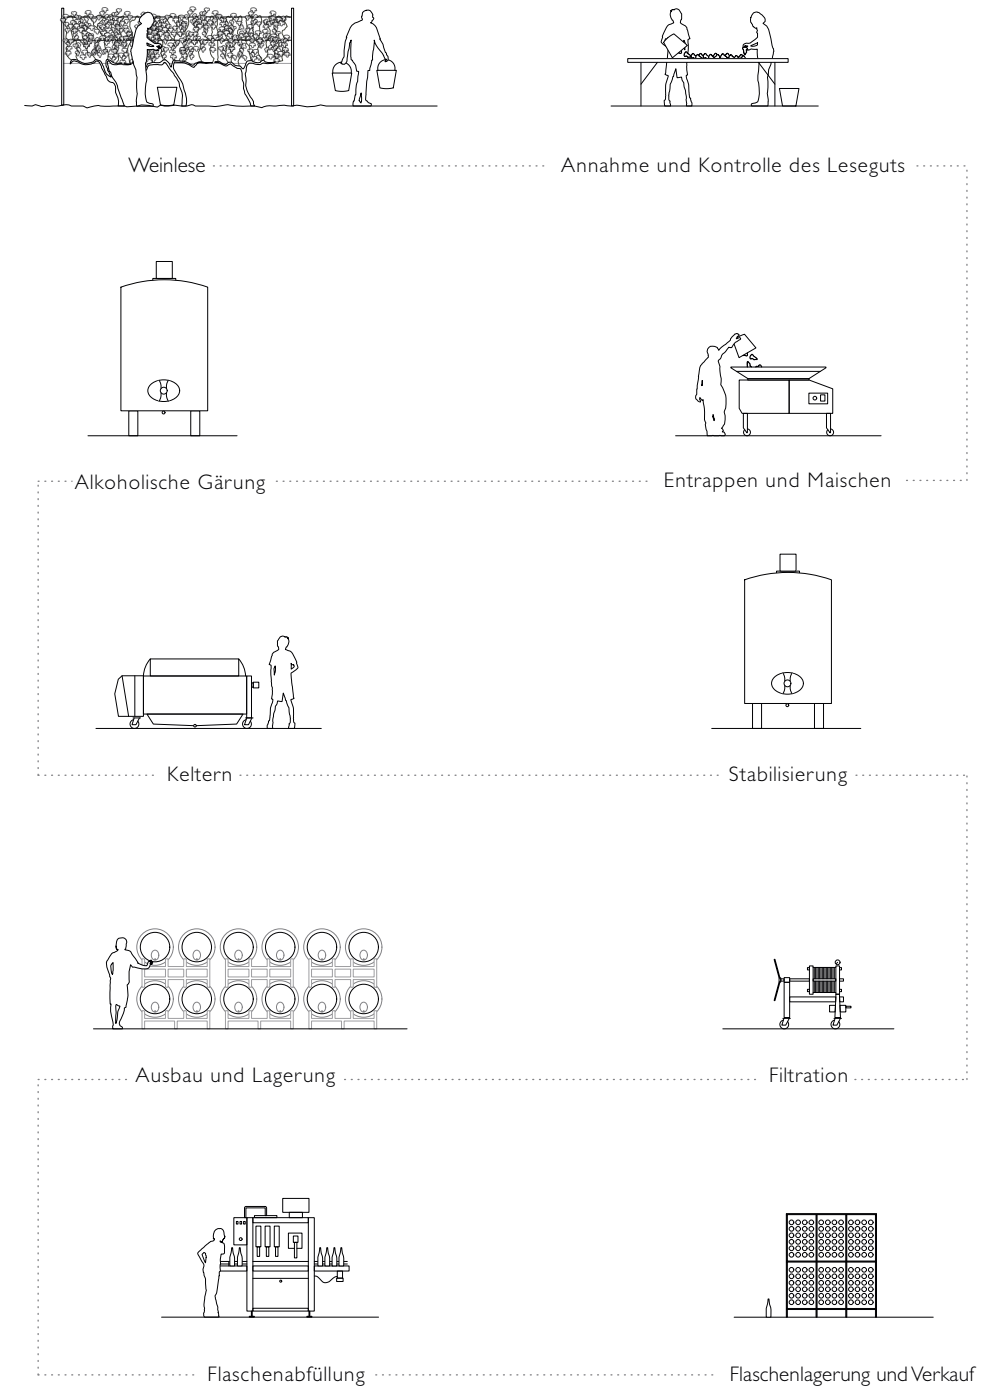 Weinlese
Annahme und Kontrolle des Leseguts
Alkoholische Gärung
Entrappen und Maischen
Keltern
Stabilisierung
Ausbau und Lagerung
Filtration
Flaschenabfüllung
Flaschenlagerung und Verkauf